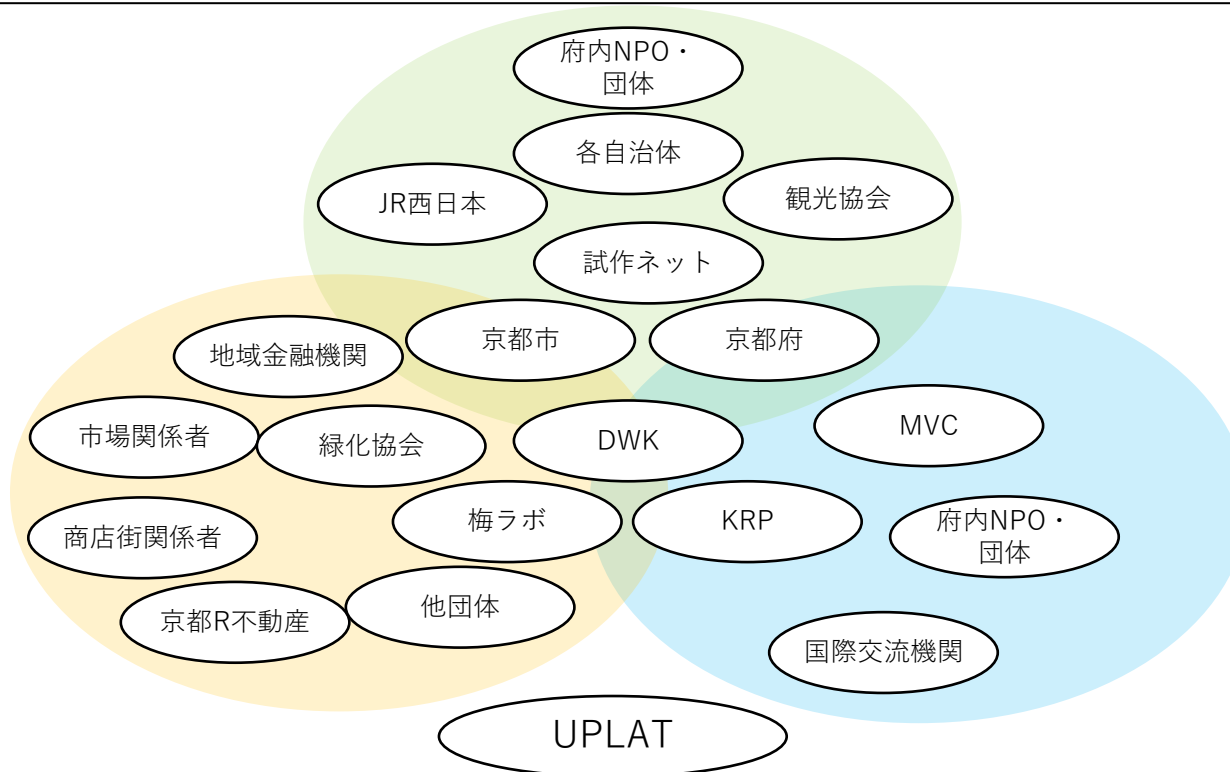 府内NPO・
団体
各自治体
JR西日本
観光協会
試作ネット
京都市
京都府
地域金融機関
市場関係者
緑化協会
DWK
MVC
商店街関係者
梅ラボ
KRP
府内NPO・
団体
京都R不動産
他団体
国際交流機関
UPLAT